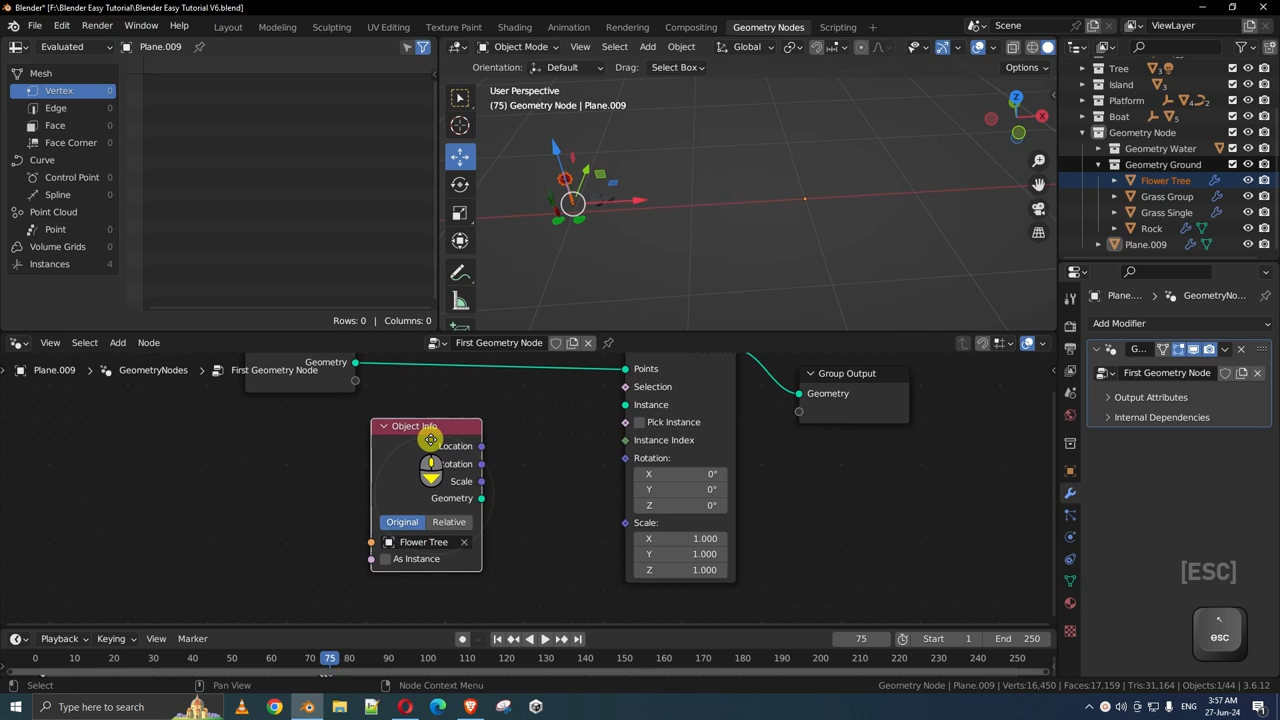 Blender* [F:\Blender Easy Tutorial\Blender Easy Tutorial V6.blend]
File Edit Render Window Help Layout Modeling Sculpting UV Editing Texture Paint Shading Animation Rendering Compositing Geometry Nodes Scripting Scene ViewLayer
Evaluated Plane.009
Mesh
Vertex 0
Edge 0
Face 0
Face Corner 0
Curve
Control Point 0
Spline 0
Point Cloud
Point 0
Volume Grids 0
Instances 4
Rows: 0 | Columns: 0
Object Mode View Select Add Object Global
Orientation: Default Drag: Select Box Options
User Perspective
(75) Geometry Node | Plane.009
Z
X
Y
Tree 3
Island 3
Platform 4 2
Boat 5
Geometry Node
Geometry Water
Geometry Ground
Flower Tree
Grass Group
Grass Single
Rock
Plane.009
Plane.... GeometryNo...
Add Modifier
G...
First Geometry Node
Output Attributes
Internal Dependencies
View Select Add Node First Geometry Node
Plane.009 GeometryNodes First Geometry Node
Geometry
Object Info
Location
Rotation
Scale
Geometry
Original Relative
Flower Tree
As Instance
Points
Selection
Instance
Pick Instance
Instance Index
Rotation:
X 0°
Y 0°
Z 0°
Scale:
X 1.000
Y 1.000
Z 1.000
Group Output
Geometry
[ESC]
esc
Playback Keying View Marker 75 Start 1 End 250
0 10 20 30 40 50 60 70 75 80 90 100 110 120 130 140 150 160 170 180 190 200 210 220 230 240 250
Select Pan View Node Context Menu Geometry Node | Plane.009 | Verts:16,450 | Faces:17,159 | Tris:31,104 | Objects:1/44 | 3.6.12
Type here to search ENG 3:57 AM
27-Jun-24